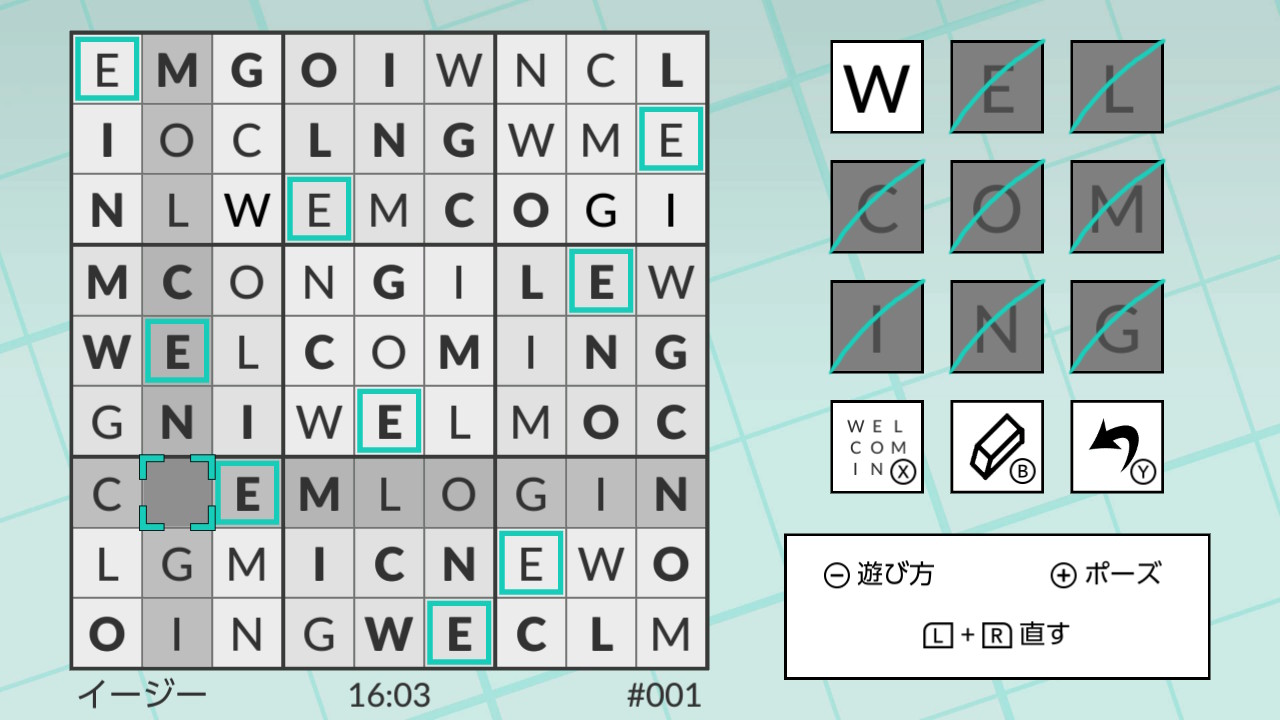 E M G O I W N C L
I O C L N G W M E
N L W E M C O G I
M C O N G I L E W
W E L C O M I N G
G N I W E L M O C
C E M L O G I N
L G M I C N E W O
O I N G W E C L M
W E L
C O M
I N G
W E L
C O M
I N X
B
Y
− 遊び方 + ポーズ
L + R 直す
イージー 16:03 #001